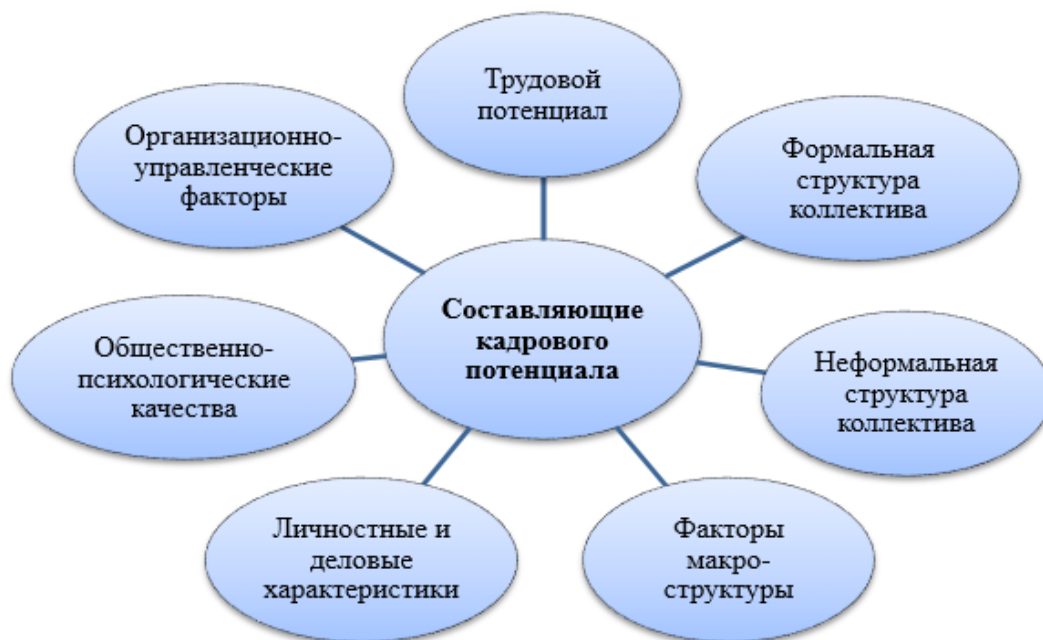 Трудовой
потенциал
Формальная
структура
коллектива
Неформальная
структура
коллектива
Факторы
макро-
структуры
Личностные и
деловые
характеристики
Общественно-
психологические
качества
Организационно-
управленческие
факторы
Составляющие
кадрового
потенциала